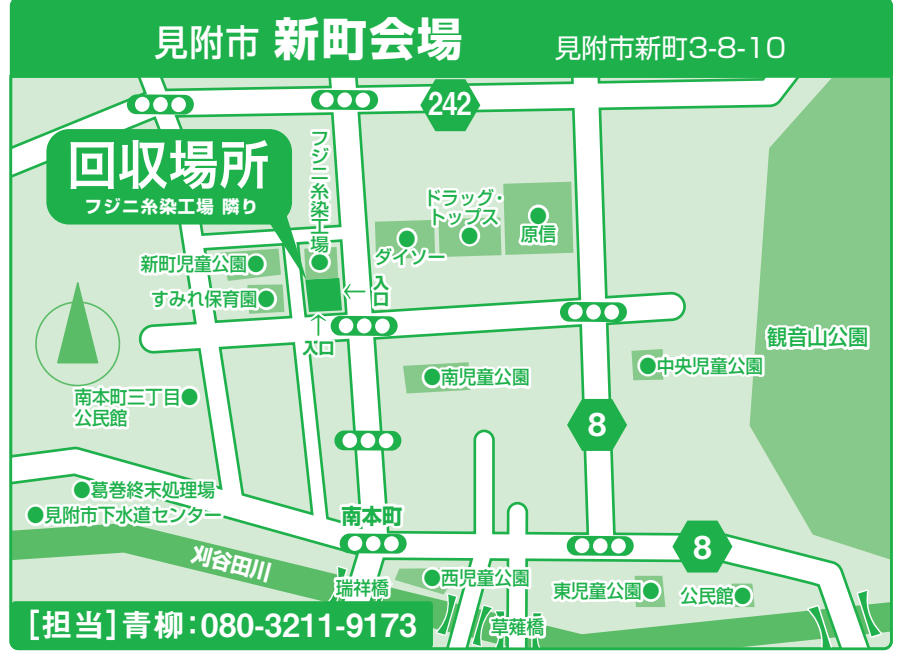 見附市 新町会場 見附市新町3-8-10
242
回収場所
フジニ糸染工場 隣り
フジニ糸染工場
ドラッグ・
トップス
原信
ダイソー
新町児童公園
すみれ保育園
←入口
↑
入口
観音山公園
中央児童公園
南児童公園
南本町三丁目
公民館
8
葛巻終末処理場
見附市下水道センター
南本町
8
刈谷田川
瑞祥橋
西児童公園
東児童公園
公民館
草薙橋
[担当]青柳:080-3211-9173